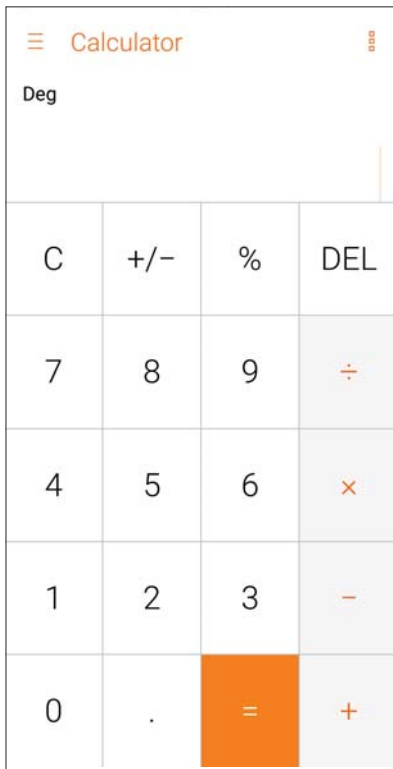 Calculator
Deg
C +/− % DEL
7 8 9 ÷
4 5 6 ×
1 2 3 −
0 . = +